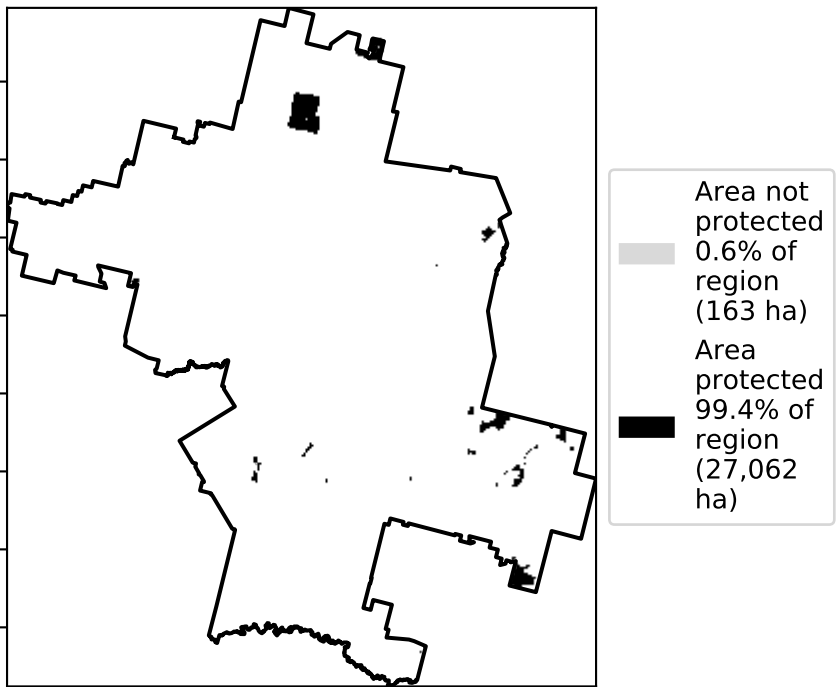 Area not
protected
0.6% of
region
(163 ha)
Area
protected
99.4% of
region
(27,062
ha)